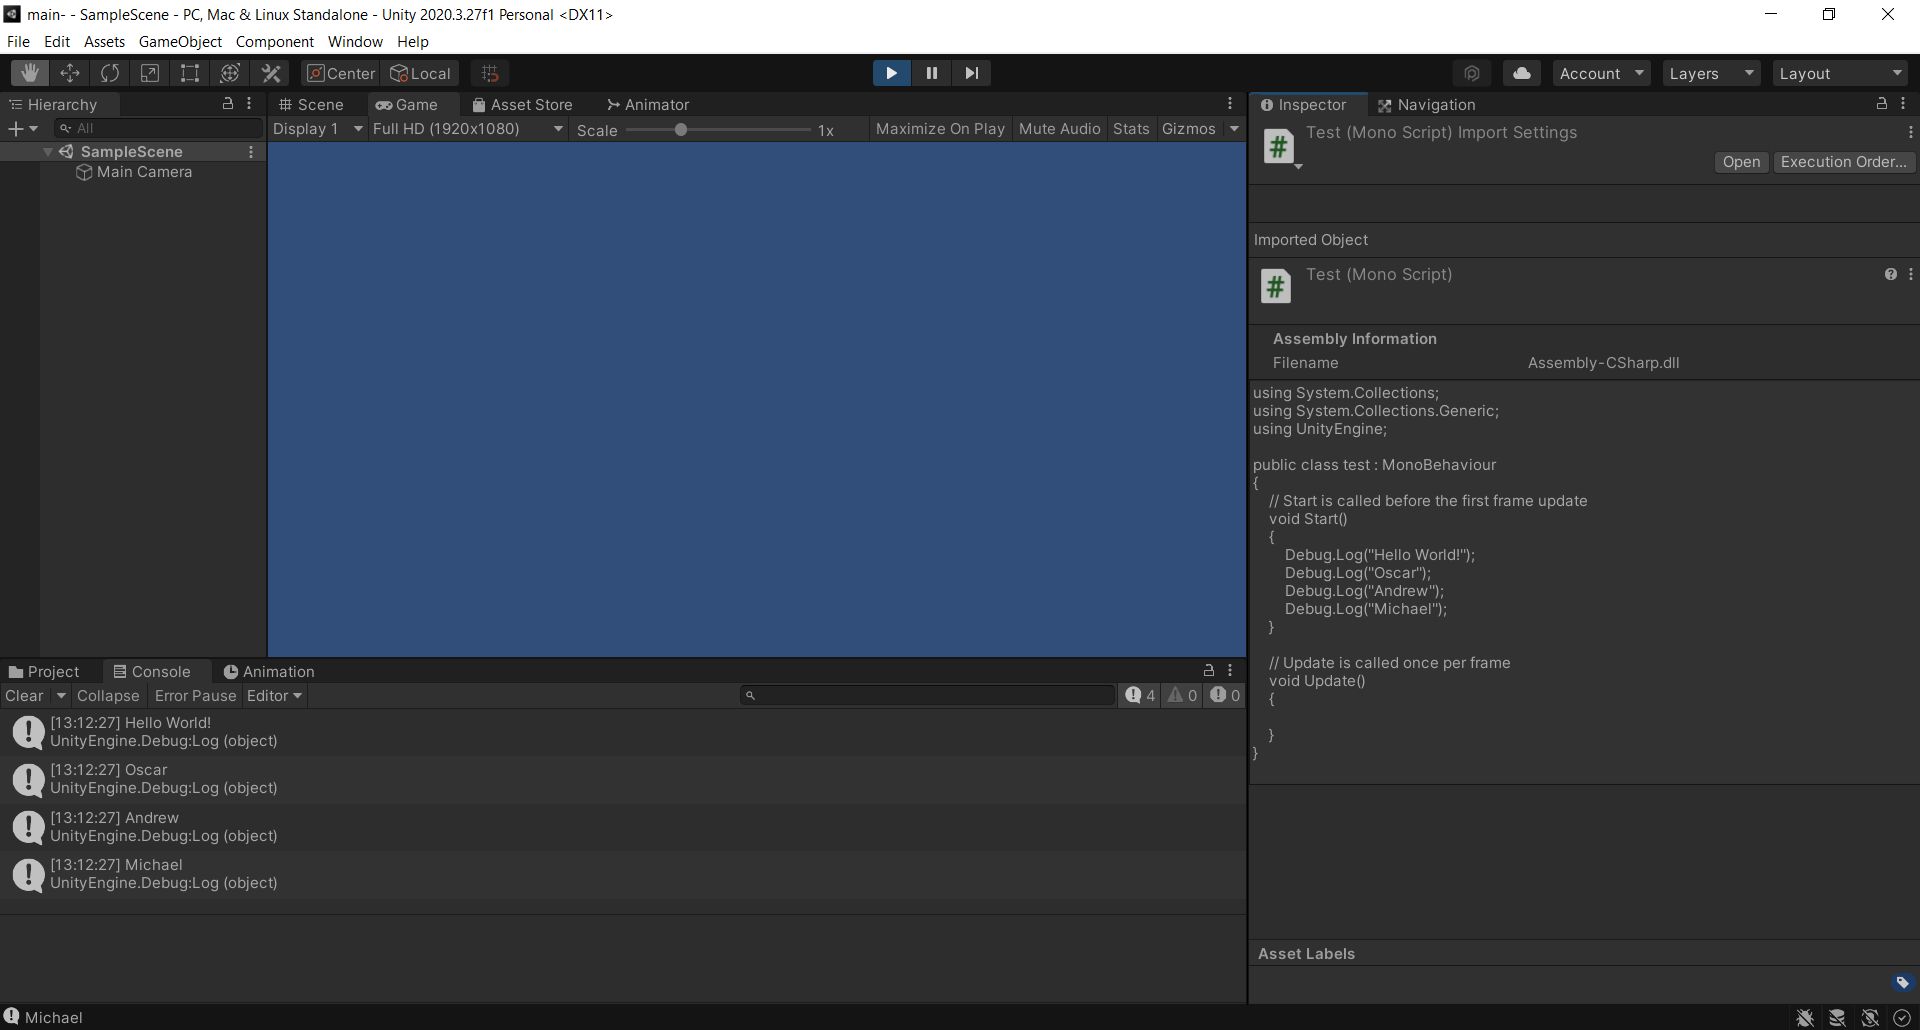 main- - SampleScene - PC, Mac & Linux Standalone - Unity 2020.3.27f1 Personal <DX11>
File Edit Assets GameObject Component Window Help
Center Local Account Layers Layout
Hierarchy
All
SampleScene
Main Camera
Scene Game Asset Store Animator
Display 1 Full HD (1920x1080) Scale 1x Maximize On Play Mute Audio Stats Gizmos
Inspector Navigation
Test (Mono Script) Import Settings
Open Execution Order...
Imported Object
Test (Mono Script)
Assembly Information
Filename Assembly-CSharp.dll
using System.Collections;
using System.Collections.Generic;
using UnityEngine;
public class test : MonoBehaviour
{
// Start is called before the first frame update
void Start()
{
Debug.Log("Hello World!");
Debug.Log("Oscar");
Debug.Log("Andrew");
Debug.Log("Michael");
}
// Update is called once per frame
void Update()
{
}
}
Asset Labels
Project Console Animation
Clear Collapse Error Pause Editor 4 0 0
[13:12:27] Hello World!
UnityEngine.Debug:Log (object)
[13:12:27] Oscar
UnityEngine.Debug:Log (object)
[13:12:27] Andrew
UnityEngine.Debug:Log (object)
[13:12:27] Michael
UnityEngine.Debug:Log (object)
Michael